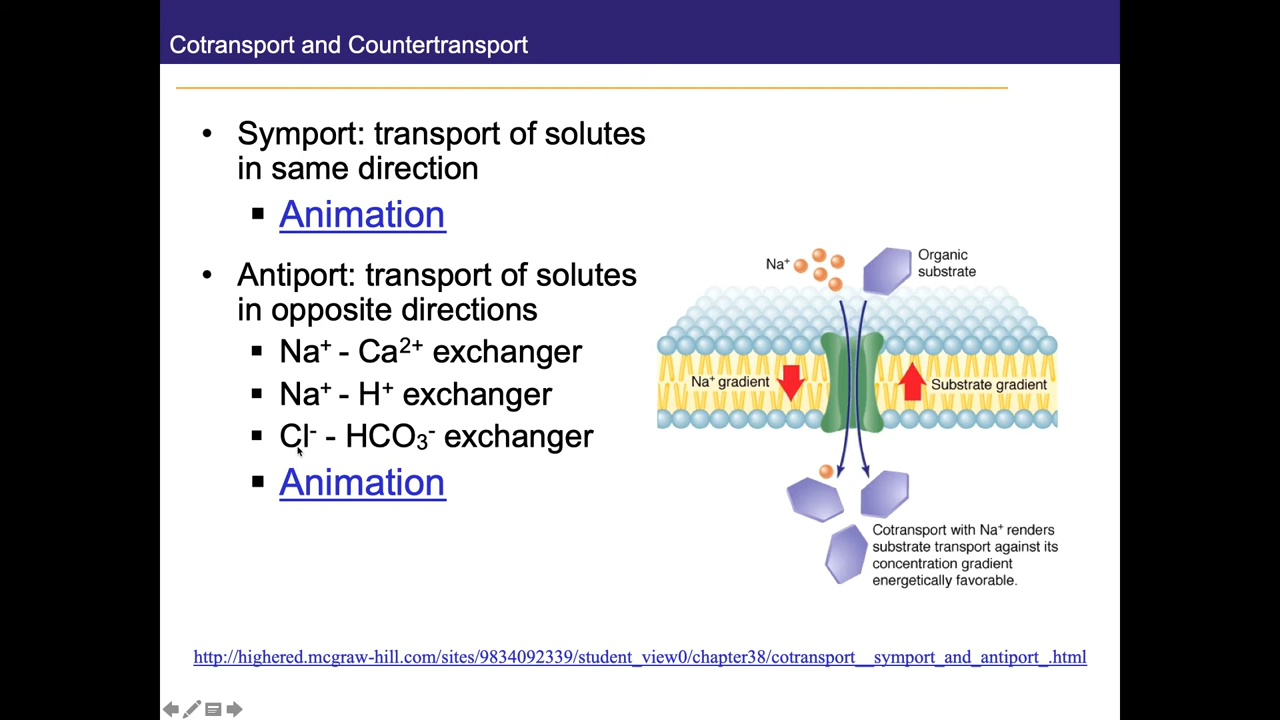 Cotransport and Countertransport
• Symport: transport of solutes
in same direction
▪ Animation
• Antiport: transport of solutes
in opposite directions
▪ Na⁺ - Ca²⁺ exchanger
▪ Na⁺ - H⁺ exchanger
▪ Cl⁻ - HCO₃⁻ exchanger
▪ Animation
Na⁺
Organic
substrate
Na⁺ gradient
Substrate gradient
Cotransport with Na⁺ renders
substrate transport against its
concentration gradient
energetically favorable.
http://highered.mcgraw-hill.com/sites/9834092339/student_view0/chapter38/cotransport__symport_and_antiport_.html